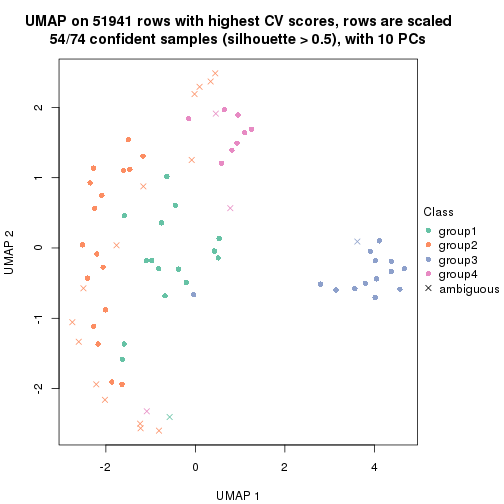 UMAP on 51941 rows with highest CV scores, rows are scaled
54/74 confident samples (silhouette > 0.5), with 10 PCs
UMAP 2
2
1
0
-1
-2
-2
0
2
4
UMAP 1
Class
group1
group2
group3
group4
ambiguous